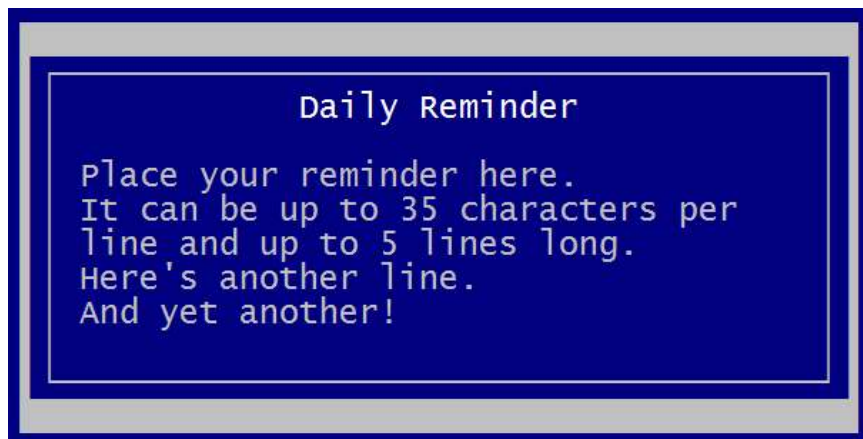 Daily Reminder
Place your reminder here.
It can be up to 35 characters per
line and up to 5 lines long.
Here's another line.
And yet another!